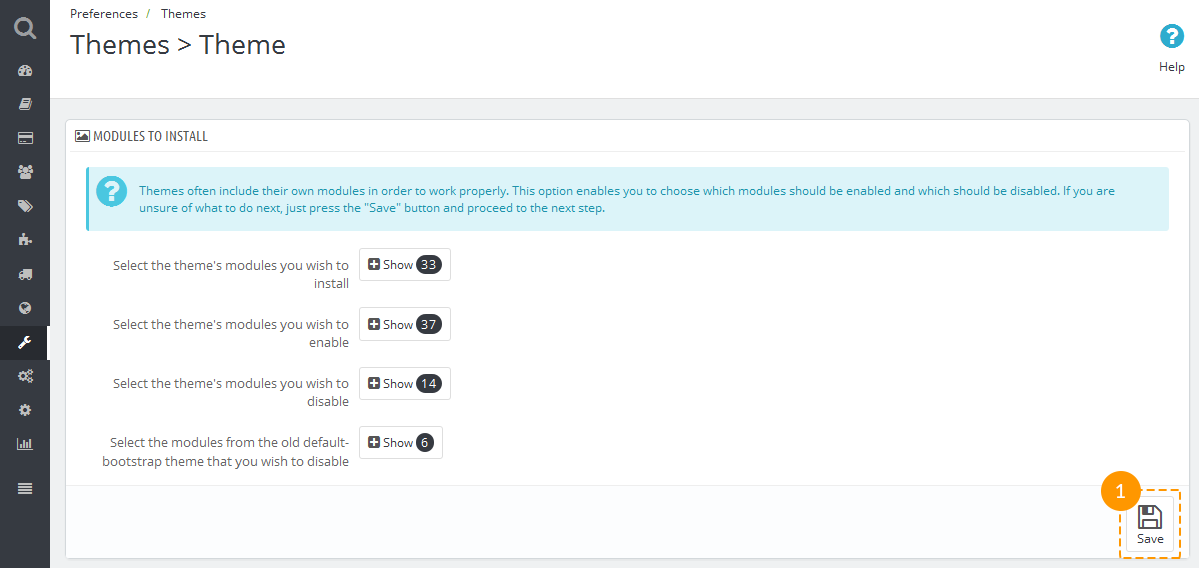 Preferences / Themes
Themes > Theme
Help
MODULES TO INSTALL
Themes often include their own modules in order to work properly. This option enables you to choose which modules should be enabled and which should be disabled. If you are
unsure of what to do next, just press the "Save" button and proceed to the next step.
Select the theme's modules you wish to
install
Show 33
Select the theme's modules you wish to
enable
Show 37
Select the theme's modules you wish to
disable
Show 14
Select the modules from the old default-
bootstrap theme that you wish to disable
Show 6
1
Save